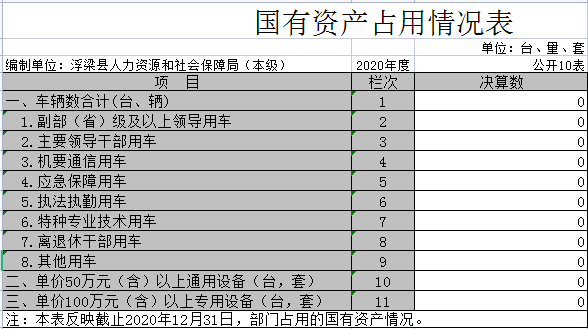 国有资产占用情况表
单位：台、量、套
编制单位：浮梁县人力资源和社会保障局（本级） 2020年度 公开10表
项 目 栏次 决算数
一、车辆数合计(台、辆) 1 0
1.副部（省）级及以上领导用车 2 0
2.主要领导干部用车 3 0
3.机要通信用车 4 0
4.应急保障用车 5 0
5.执法执勤用车 6 0
6.特种专业技术用车 7 0
7.离退休干部用车 8 0
8.其他用车 9 0
二、单价50万元（含）以上通用设备（台，套） 10 0
三、单价100万元（含）以上专用设备（台，套） 11 0
注：本表反映截止2020年12月31日，部门占用的国有资产情况。